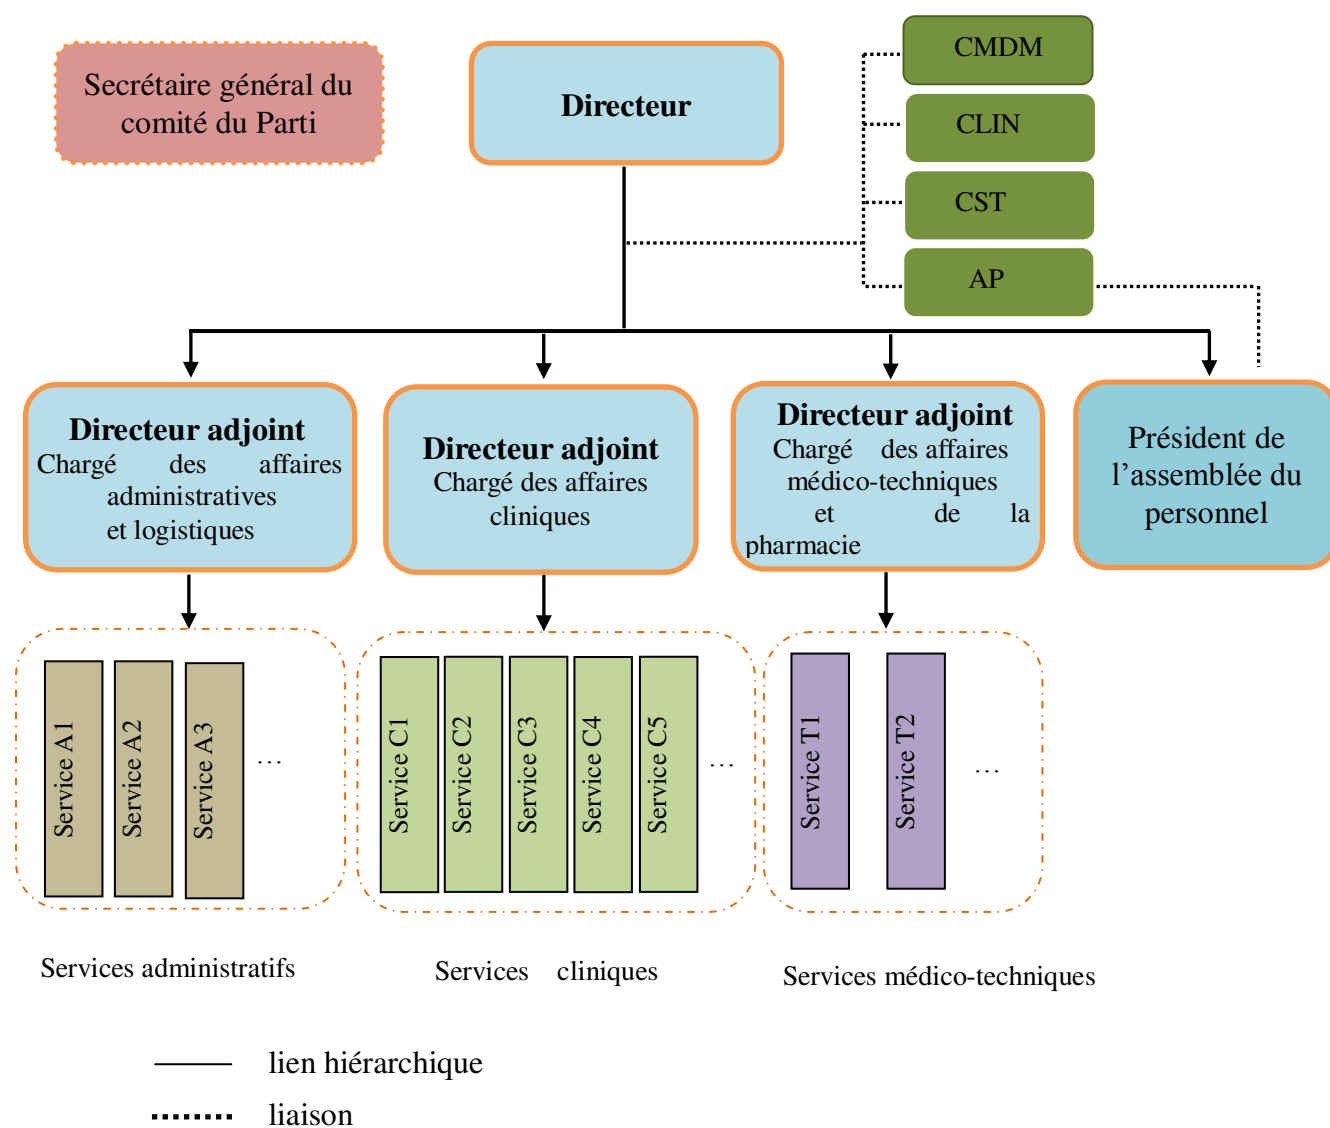 Secrétaire général du
comité du Parti
Directeur
CMDM
CLIN
CST
AP
Directeur adjoint
Chargé des affaires
administratives
et logistiques
Directeur adjoint
Chargé des affaires
cliniques
Directeur adjoint
Chargé des affaires
médico-techniques
et de la
pharmacie
Président de
l’assemblée du
personnel
Service A1
Service A2
Service A3
...
Service C1
Service C2
Service C3
Service C4
Service C5
...
Service T1
Service T2
...
Services administratifs
Services cliniques
Services médico-techniques
lien hiérarchique
liaison